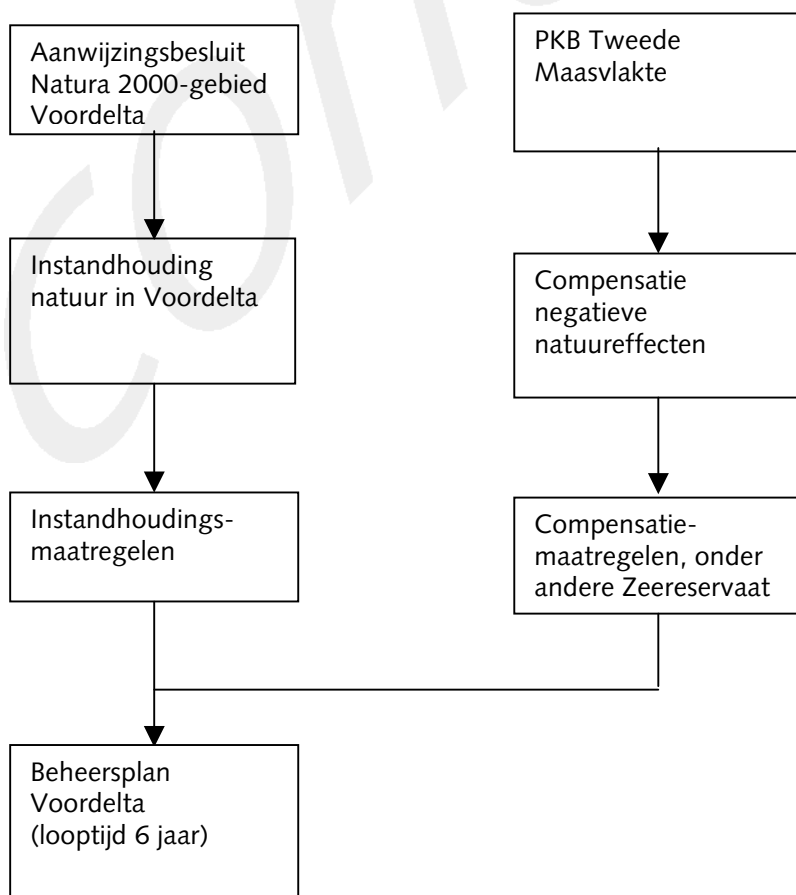 Aanwijzingsbesluit
Natura 2000-gebied
Voordelta
PKB Tweede
Maasvlakte
Instandhouding
natuur in Voordelta
Compensatie
negatieve
natuureffecten
Instandhoudings-
maatregelen
Compensatie-
maatregelen, onder
andere Zeereservaat
Beheersplan
Voordelta
(looptijd 6 jaar)